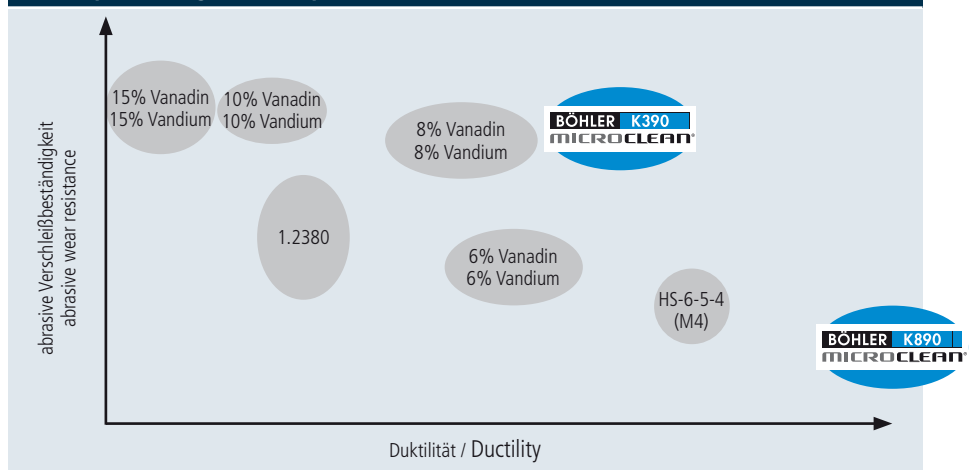 15% Vanadin
15% Vandium
10% Vanadin
10% Vandium
8% Vanadin
8% Vandium
BÖHLER K390
MICROCLEAN®
abrasive Verschleißbeständigkeit
abrasive wear resistance
1.2380
6% Vanadin
6% Vandium
HS-6-5-4
(M4)
BÖHLER K890
MICROCLEAN®
Duktilität / Ductility